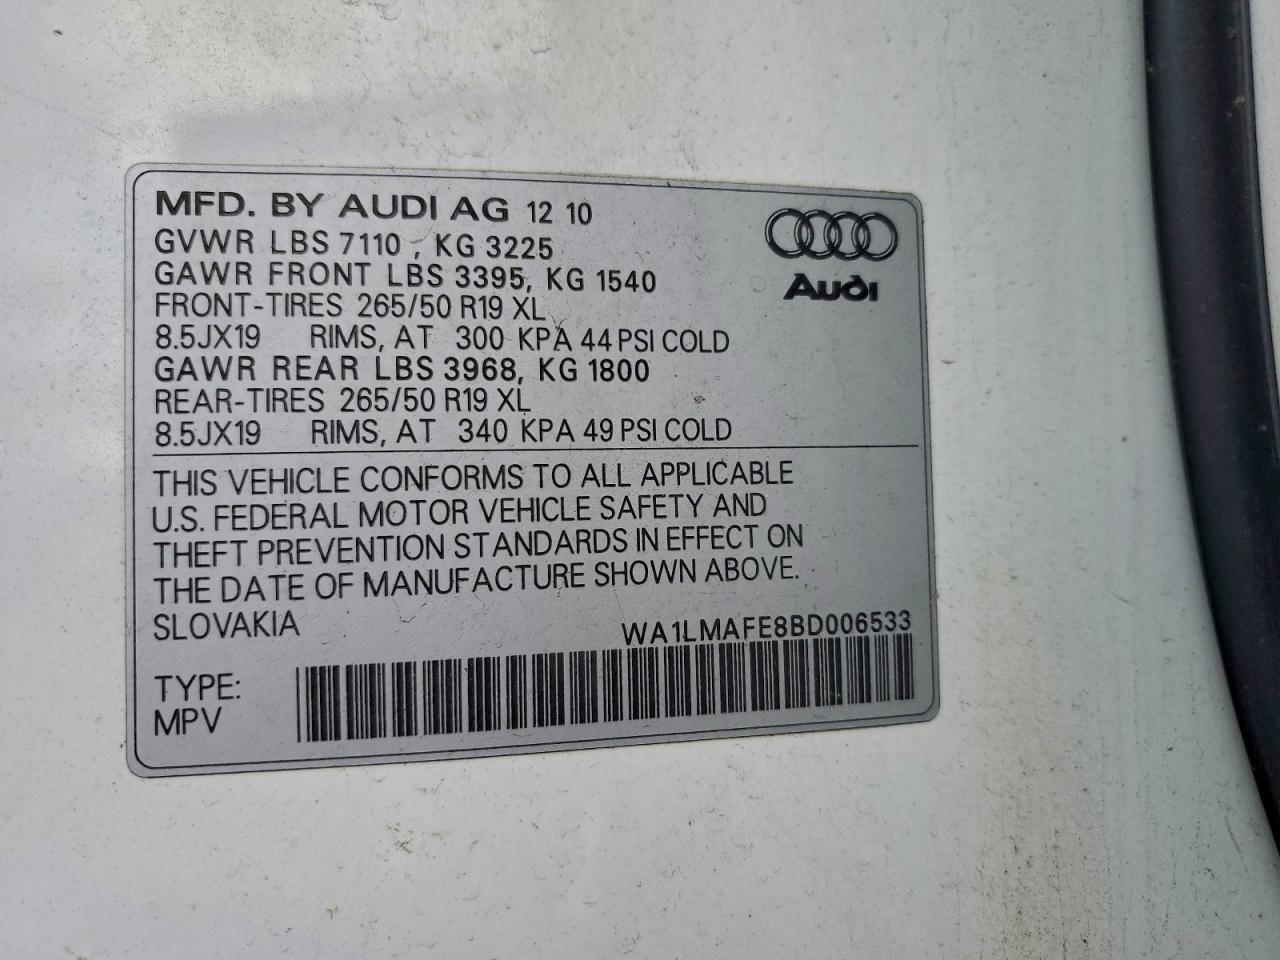 MFD. BY AUDI AG 12 10
GVWR LBS 7110 , KG 3225
GAWR FRONT LBS 3395, KG 1540
FRONT-TIRES 265/50 R19 XL
8.5JX19 RIMS, AT 300 KPA 44 PSI COLD
GAWR REAR LBS 3968, KG 1800
REAR-TIRES 265/50 R19 XL
8.5JX19 RIMS, AT 340 KPA 49 PSI COLD
Audi
THIS VEHICLE CONFORMS TO ALL APPLICABLE
U.S. FEDERAL MOTOR VEHICLE SAFETY AND
THEFT PREVENTION STANDARDS IN EFFECT ON
THE DATE OF MANUFACTURE SHOWN ABOVE.
SLOVAKIA WA1LMAFE8BD006533
TYPE:
MPV